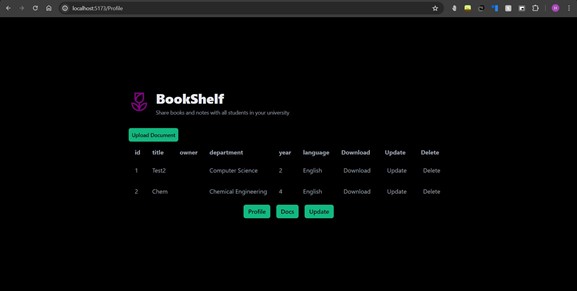 localhost:5173/Profile
BookShelf
Share books and notes with all students in your university.
Upload Document
id title owner department year language Download Update Delete
1 Test2 Computer Science 2 English Download Update Delete
2 Chem Chemical Engineering 4 English Download Update Delete
Profile Docs Update